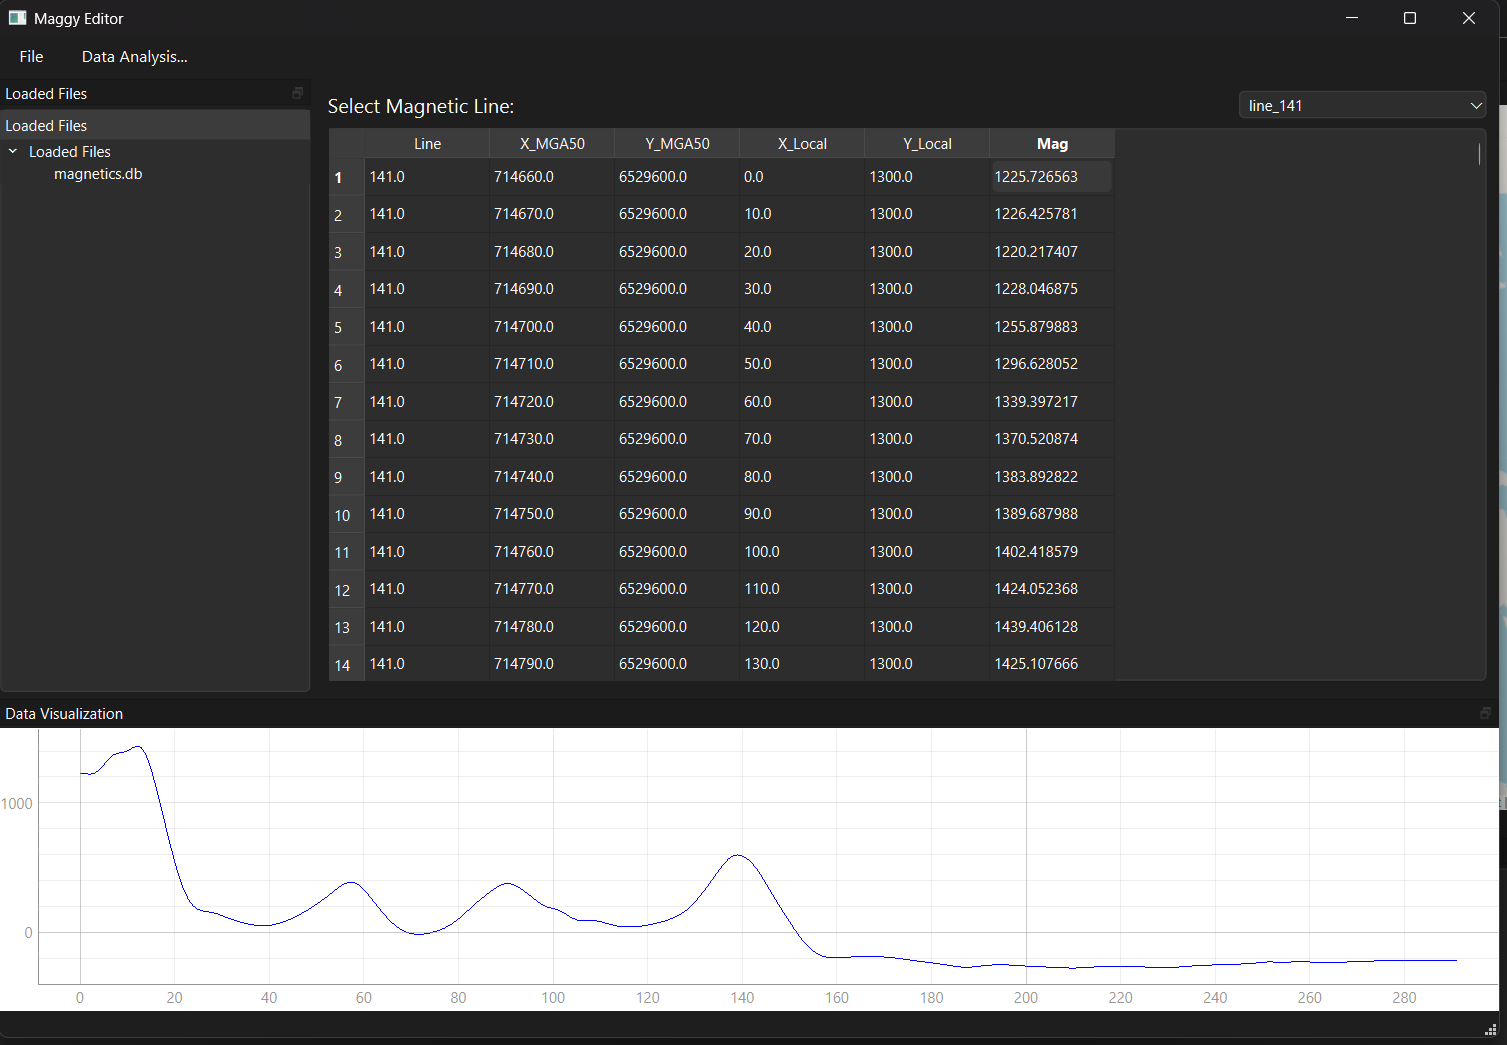 Maggy Editor
File Data Analysis...
Loaded Files
Loaded Files
Loaded Files
magnetics.db
Select Magnetic Line: line_141
Line X_MGA50 Y_MGA50 X_Local Y_Local Mag
1 141.0 714660.0 6529600.0 0.0 1300.0 1225.726563
2 141.0 714670.0 6529600.0 10.0 1300.0 1226.425781
3 141.0 714680.0 6529600.0 20.0 1300.0 1220.217407
4 141.0 714690.0 6529600.0 30.0 1300.0 1228.046875
5 141.0 714700.0 6529600.0 40.0 1300.0 1255.879883
6 141.0 714710.0 6529600.0 50.0 1300.0 1296.628052
7 141.0 714720.0 6529600.0 60.0 1300.0 1339.397217
8 141.0 714730.0 6529600.0 70.0 1300.0 1370.520874
9 141.0 714740.0 6529600.0 80.0 1300.0 1383.892822
10 141.0 714750.0 6529600.0 90.0 1300.0 1389.687988
11 141.0 714760.0 6529600.0 100.0 1300.0 1402.418579
12 141.0 714770.0 6529600.0 110.0 1300.0 1424.052368
13 141.0 714780.0 6529600.0 120.0 1300.0 1439.406128
14 141.0 714790.0 6529600.0 130.0 1300.0 1425.107666
Data Visualization
1000
0
0 20 40 60 80 100 120 140 160 180 200 220 240 260 280